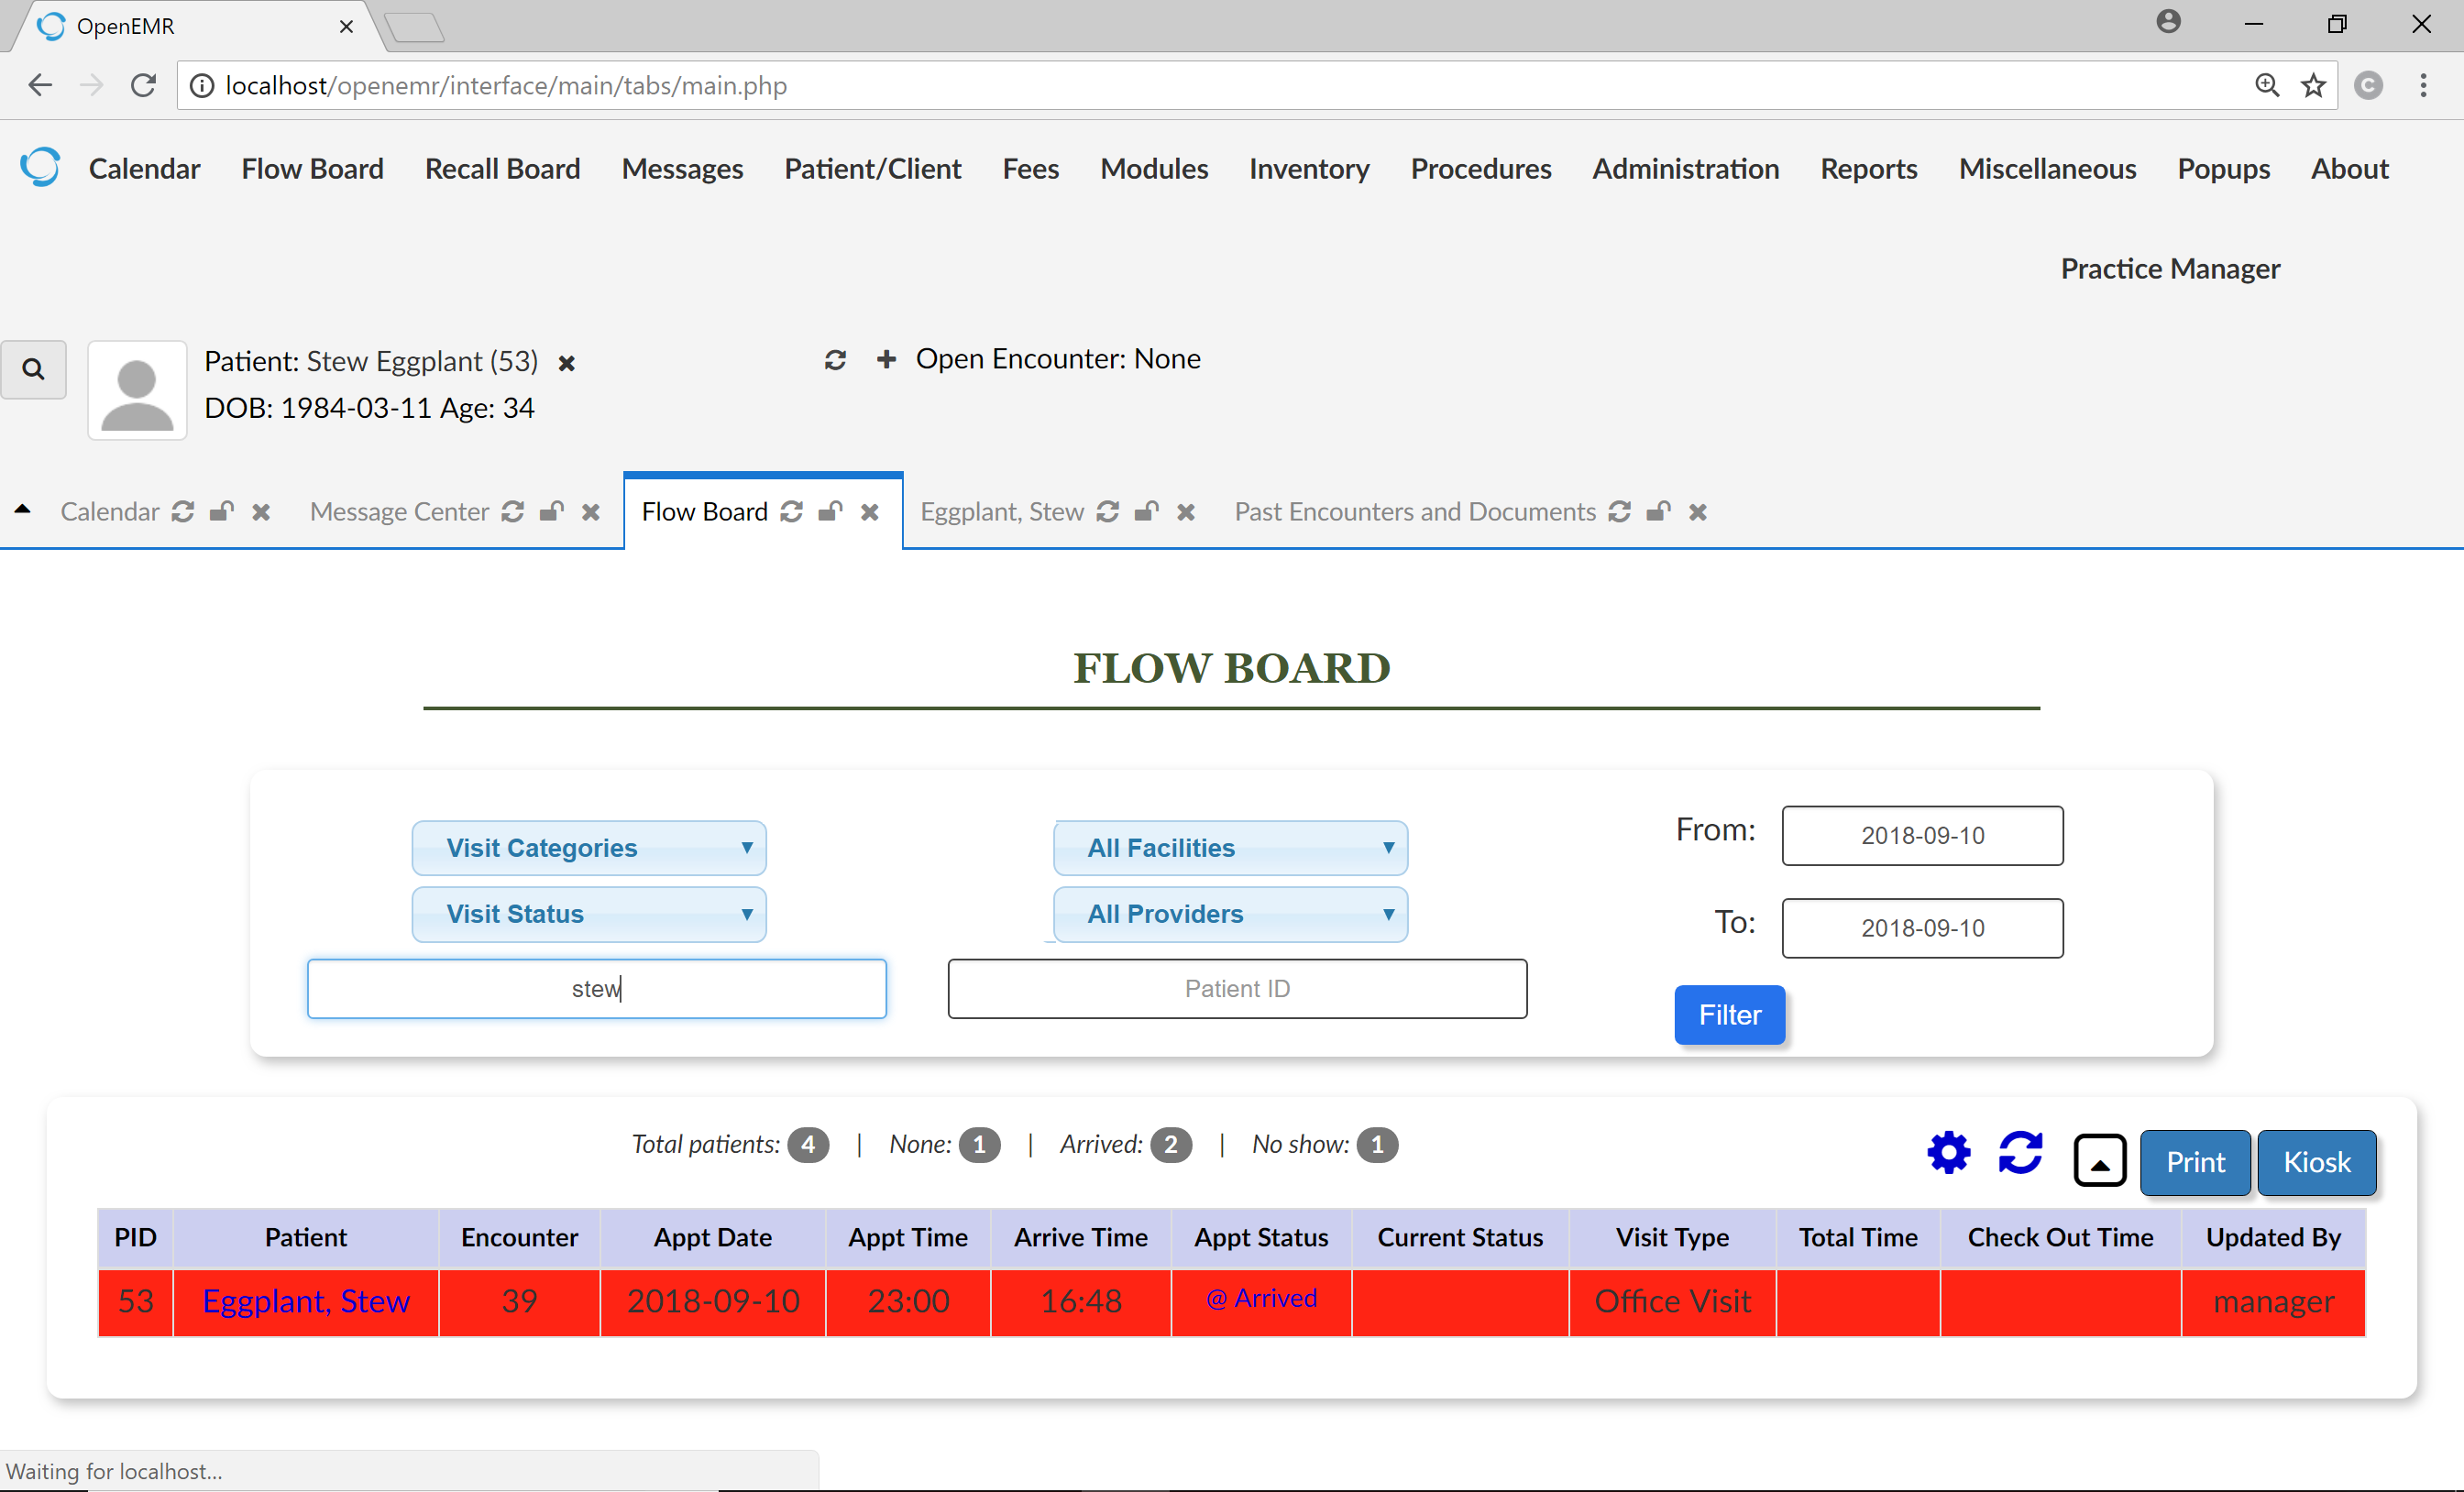 OpenEMR
localhost/openemr/interface/main/tabs/main.php
Calendar Flow Board Recall Board Messages Patient/Client Fees Modules Inventory Procedures Administration Reports Miscellaneous Popups About
Practice Manager
Patient: Stew Eggplant (53)
Open Encounter: None
DOB: 1984-03-11 Age: 34
Calendar Message Center Flow Board Eggplant, Stew Past Encounters and Documents
FLOW BOARD
Visit Categories All Facilities From: 2018-09-10
Visit Status All Providers To: 2018-09-10
stew Patient ID Filter
Total patients: 4 | None: 1 | Arrived: 2 | No show: 1 Print Kiosk
PID Patient Encounter Appt Date Appt Time Arrive Time Appt Status Current Status Visit Type Total Time Check Out Time Updated By
53 Eggplant, Stew 39 2018-09-10 23:00 16:48 @ Arrived Office Visit manager
Waiting for localhost...